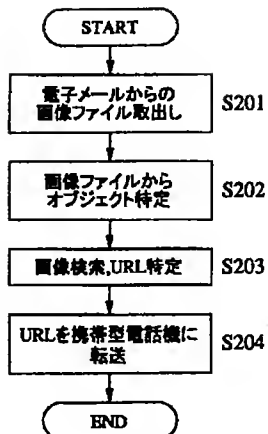 START
電子メールからの
画像ファイル取出し
S201
画像ファイルから
オブジェクト特定
S202
画像検索,URL特定
S203
URLを携帯型電話機に
転送
S204
END